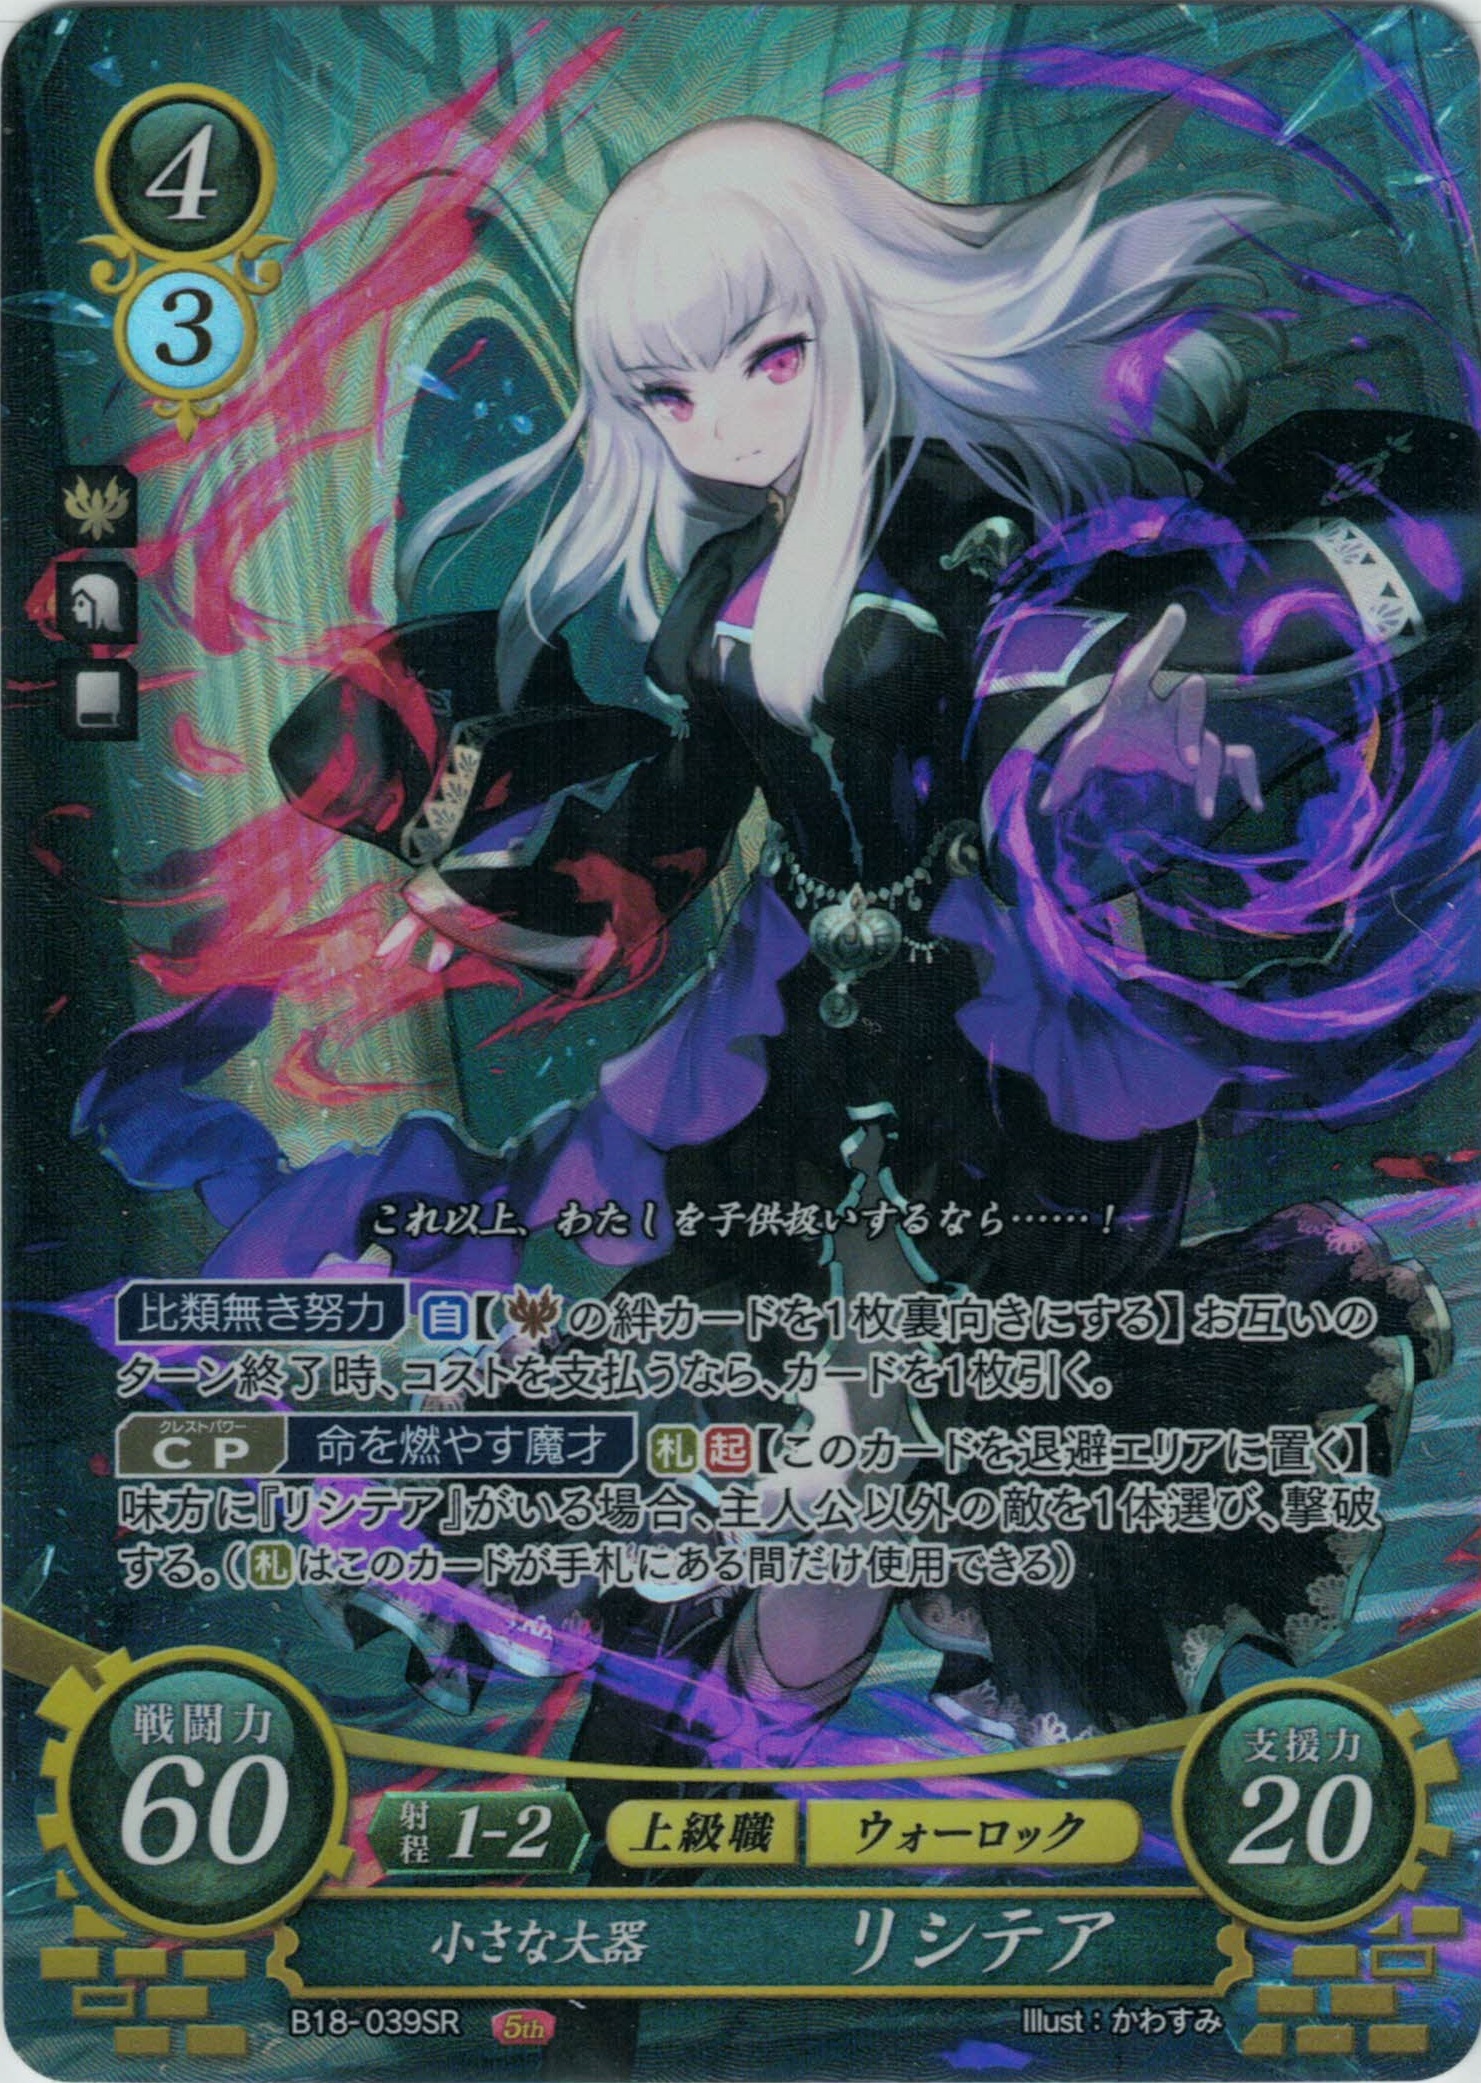 4
3
これ以上、わたしを子供扱いするなら……！
比類無き努力 自【の絆カードを1枚裏向きにする】お互いの
ターン終了時、コストを支払うなら、カードを1枚引く。
クレストパワー
CP 命を燃やす魔才 札 起【このカードを退避エリアに置く】
味方に『リシテア』がいる場合、主人公以外の敵を1体選び、撃破
する。（札はこのカードが手札にある間だけ使用できる）
戦闘力
60
射程 1-2
上級職 ウォーロック
支援力
20
小さな大器 リシテア
B18-039SR 5th
Illust：かわすみ